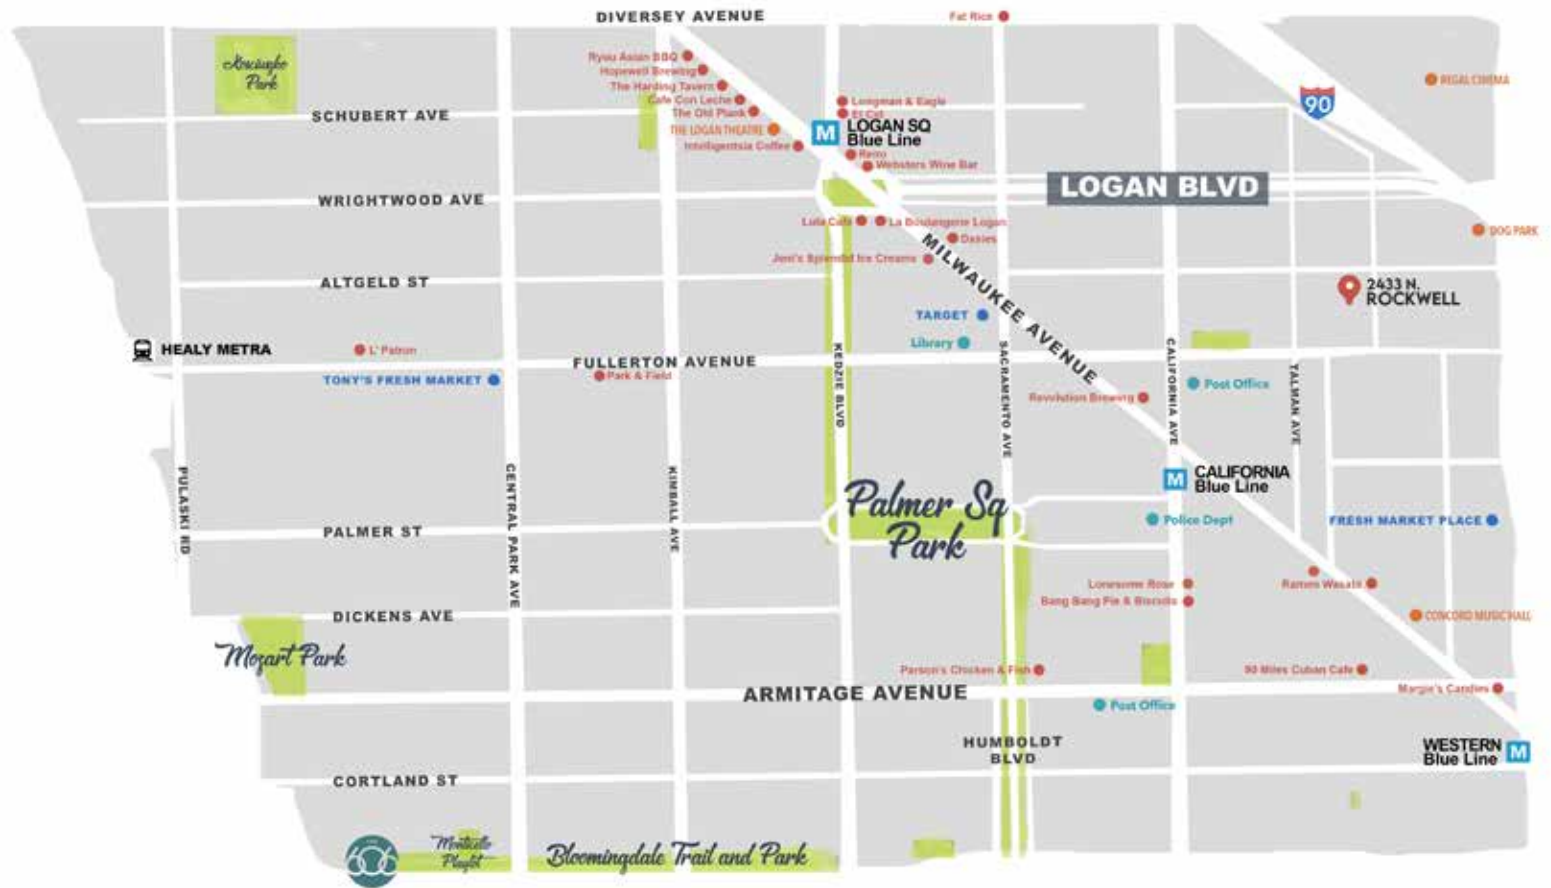 DIVERSEY AVENUE
Fat Rice
Kosciuszko
Park
Ryuu Asian BBQ
Hopewell Brewing
The Harding Tavern
Cafe Con Leche
The Old Plank
THE LOGAN THEATRE
Intelligentsia Coffee
Longman & Eagle
El Cid
M
LOGAN SQ
Blue Line
Reno
Websters Wine Bar
90
REGAL CINEMA
SCHUBERT AVE
LOGAN BLVD
WRIGHTWOOD AVE
Lula Cafe
La Boulangerie Logan
Daisies
Jeni's Splendid Ice Creams
DOG PARK
MILWAUKEE AVENUE
ALTGELD ST
2433 N.
ROCKWELL
TARGET
Library
HEALY METRA
L' Patron
FULLERTON AVENUE
TONY'S FRESH MARKET
Park & Field
KEDZIE BLVD
SACRAMENTO AVE
CALIFORNIA AVE
TALMAN AVE
Post Office
Revolution Brewing
PULASKI RD
CENTRAL PARK AVE
KIMBALL AVE
M
CALIFORNIA
Blue Line
Palmer Sq
Park
Police Dept
FRESH MARKET PLACE
PALMER ST
Lonesome Rose
Bang Bang Pie & Biscuits
Ramen Wasabi
DICKENS AVE
CONCORD MUSIC HALL
Mozart Park
Parson's Chicken & Fish
90 Miles Cuban Cafe
ARMITAGE AVENUE
Margie's Candies
Post Office
HUMBOLDT
BLVD
WESTERN
Blue Line
M
CORTLAND ST
606
Monticello
Playlot
Bloomingdale Trail and Park